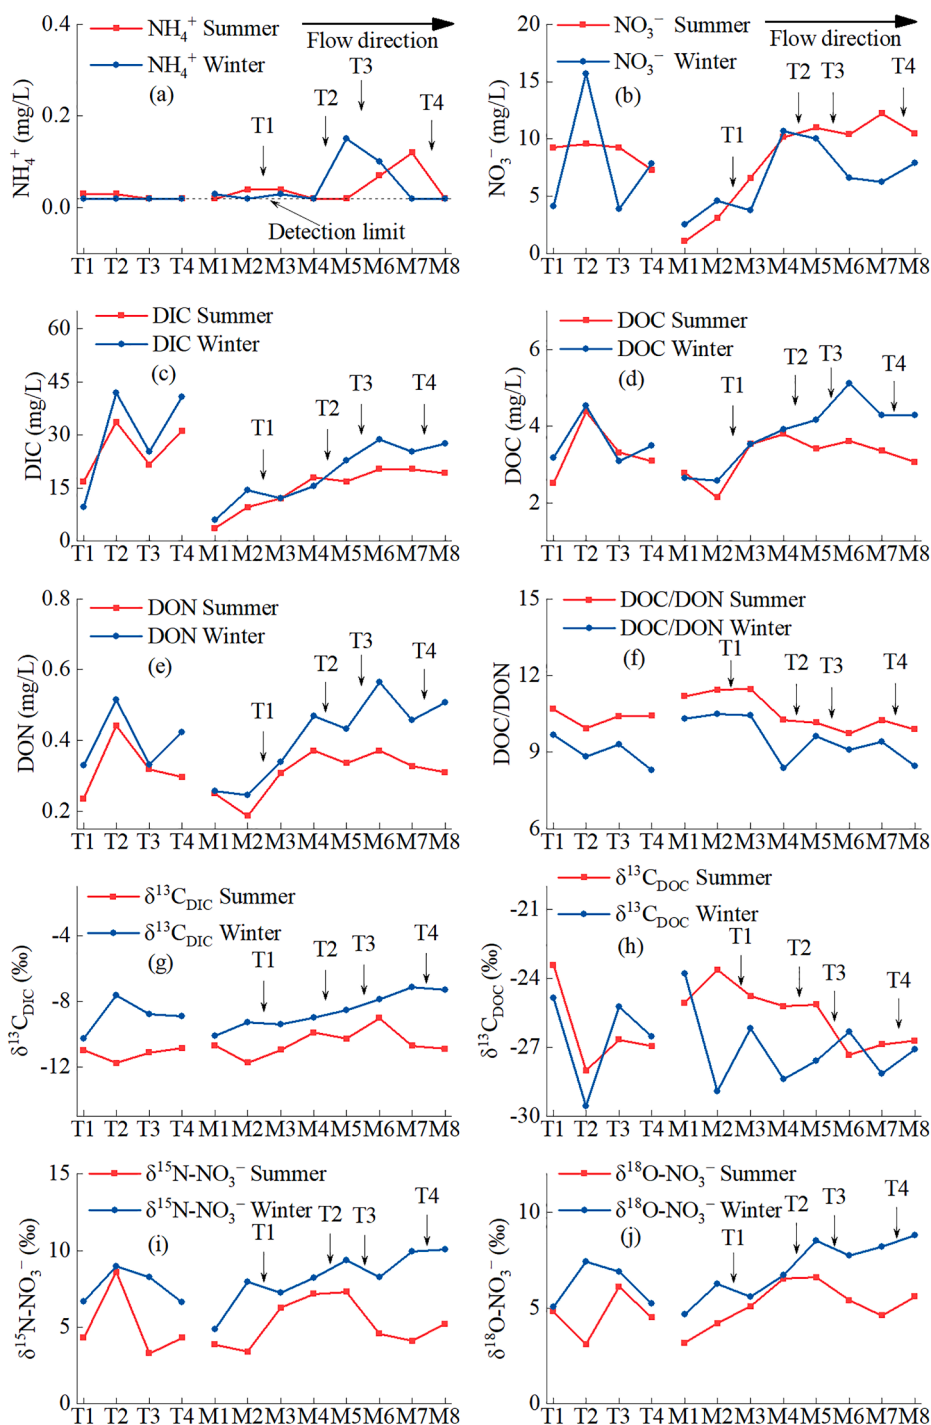 NH₄⁺ Summer
NH₄⁺ Winter
Flow direction
(a)
T1
T2
T3
T4
Detection limit
NH₄⁺ (mg/L)
0.4
0.2
0.0
T1 T2 T3 T4 M1 M2 M3 M4 M5 M6 M7 M8
NO₃⁻ Summer
NO₃⁻ Winter
Flow direction
(b)
T1
T2
T3
T4
NO₃⁻ (mg/L)
20
15
10
5
0
T1 T2 T3 T4 M1 M2 M3 M4 M5 M6 M7 M8
DIC Summer
DIC Winter
(c)
T1
T2
T3
T4
DIC (mg/L)
60
45
30
15
0
T1 T2 T3 T4 M1 M2 M3 M4 M5 M6 M7 M8
DOC Summer
DOC Winter
(d)
T1
T2
T3
T4
DOC (mg/L)
6
4
2
T1 T2 T3 T4 M1 M2 M3 M4 M5 M6 M7 M8
DON Summer
DON Winter
(e)
T1
T2
T3
T4
DON (mg/L)
0.8
0.6
0.4
0.2
T1 T2 T3 T4 M1 M2 M3 M4 M5 M6 M7 M8
DOC/DON Summer
DOC/DON Winter
(f)
T1
T2
T3
T4
DOC/DON
15
12
9
6
T1 T2 T3 T4 M1 M2 M3 M4 M5 M6 M7 M8
δ¹³C_DIC Summer
δ¹³C_DIC Winter
(g)
T1
T2
T3
T4
δ¹³C_DIC (‰)
-4
-8
-12
T1 T2 T3 T4 M1 M2 M3 M4 M5 M6 M7 M8
δ¹³C_DOC Summer
δ¹³C_DOC Winter
(h)
T1
T2
T3
T4
δ¹³C_DOC (‰)
-21
-24
-27
-30
T1 T2 T3 T4 M1 M2 M3 M4 M5 M6 M7 M8
δ¹⁵N-NO₃⁻ Summer
δ¹⁵N-NO₃⁻ Winter
(i)
T1
T2
T3
T4
δ¹⁵N-NO₃⁻ (‰)
15
10
5
0
T1 T2 T3 T4 M1 M2 M3 M4 M5 M6 M7 M8
δ¹⁸O-NO₃⁻ Summer
δ¹⁸O-NO₃⁻ Winter
(j)
T1
T2
T3
T4
δ¹⁸O-NO₃⁻ (‰)
10
5
0
T1 T2 T3 T4 M1 M2 M3 M4 M5 M6 M7 M8